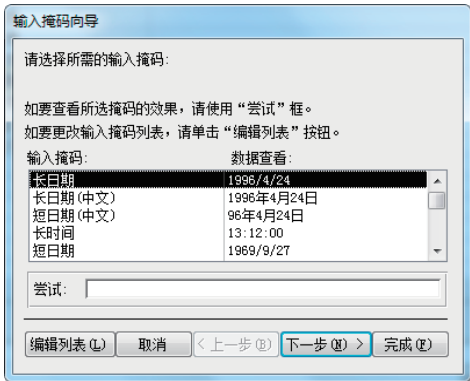 输入掩码向导
请选择所需的输入掩码:
如要查看所选掩码的效果，请使用“尝试”框。
如要更改输入掩码列表，请单击“编辑列表”按钮。
输入掩码: 数据查看:
长日期 1996/4/24
长日期(中文) 1996年4月24日
短日期(中文) 96年4月24日
长时间 13:12:00
短日期 1969/9/27
尝试:
编辑列表(L) 取消 < 上一步(B) 下一步(N) > 完成(F)